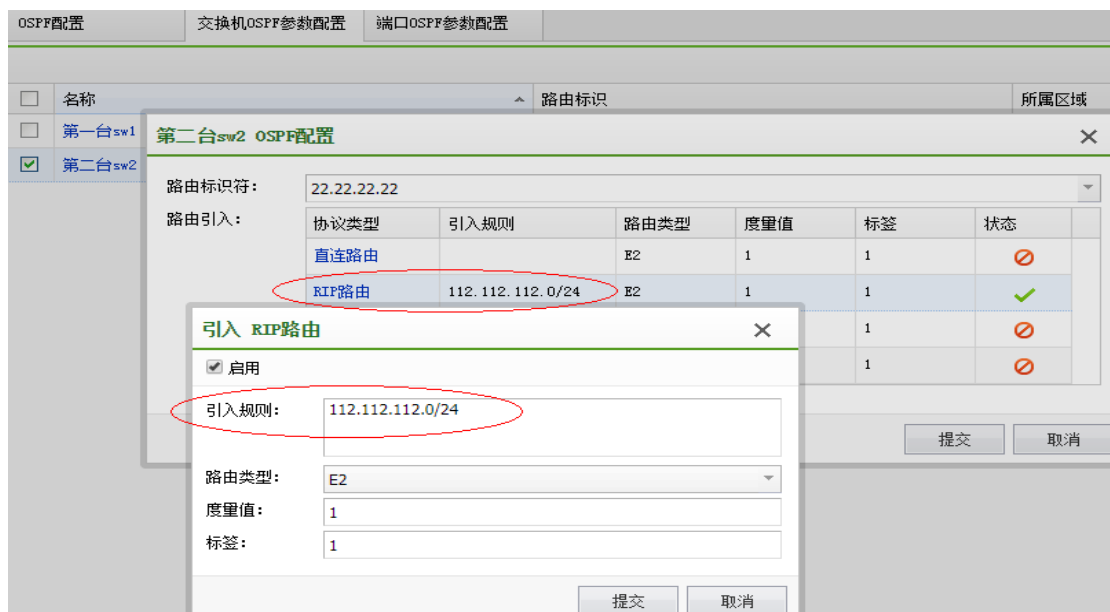 OSPF配置 交换机OSPF参数配置 端口OSPF参数配置
名称 路由标识 所属区域
第一台sw1
第二台sw2
第二台sw2 OSPF配置
路由标识符: 22.22.22.22
路由引入: 协议类型 引入规则 路由类型 度量值 标签 状态
直连路由 E2 1 1
RIP路由 112.112.112.0/24 E2 1 1
1
1
提交 取消
引入 RIP路由
启用
引入规则: 112.112.112.0/24
路由类型: E2
度量值: 1
标签: 1
提交 取消